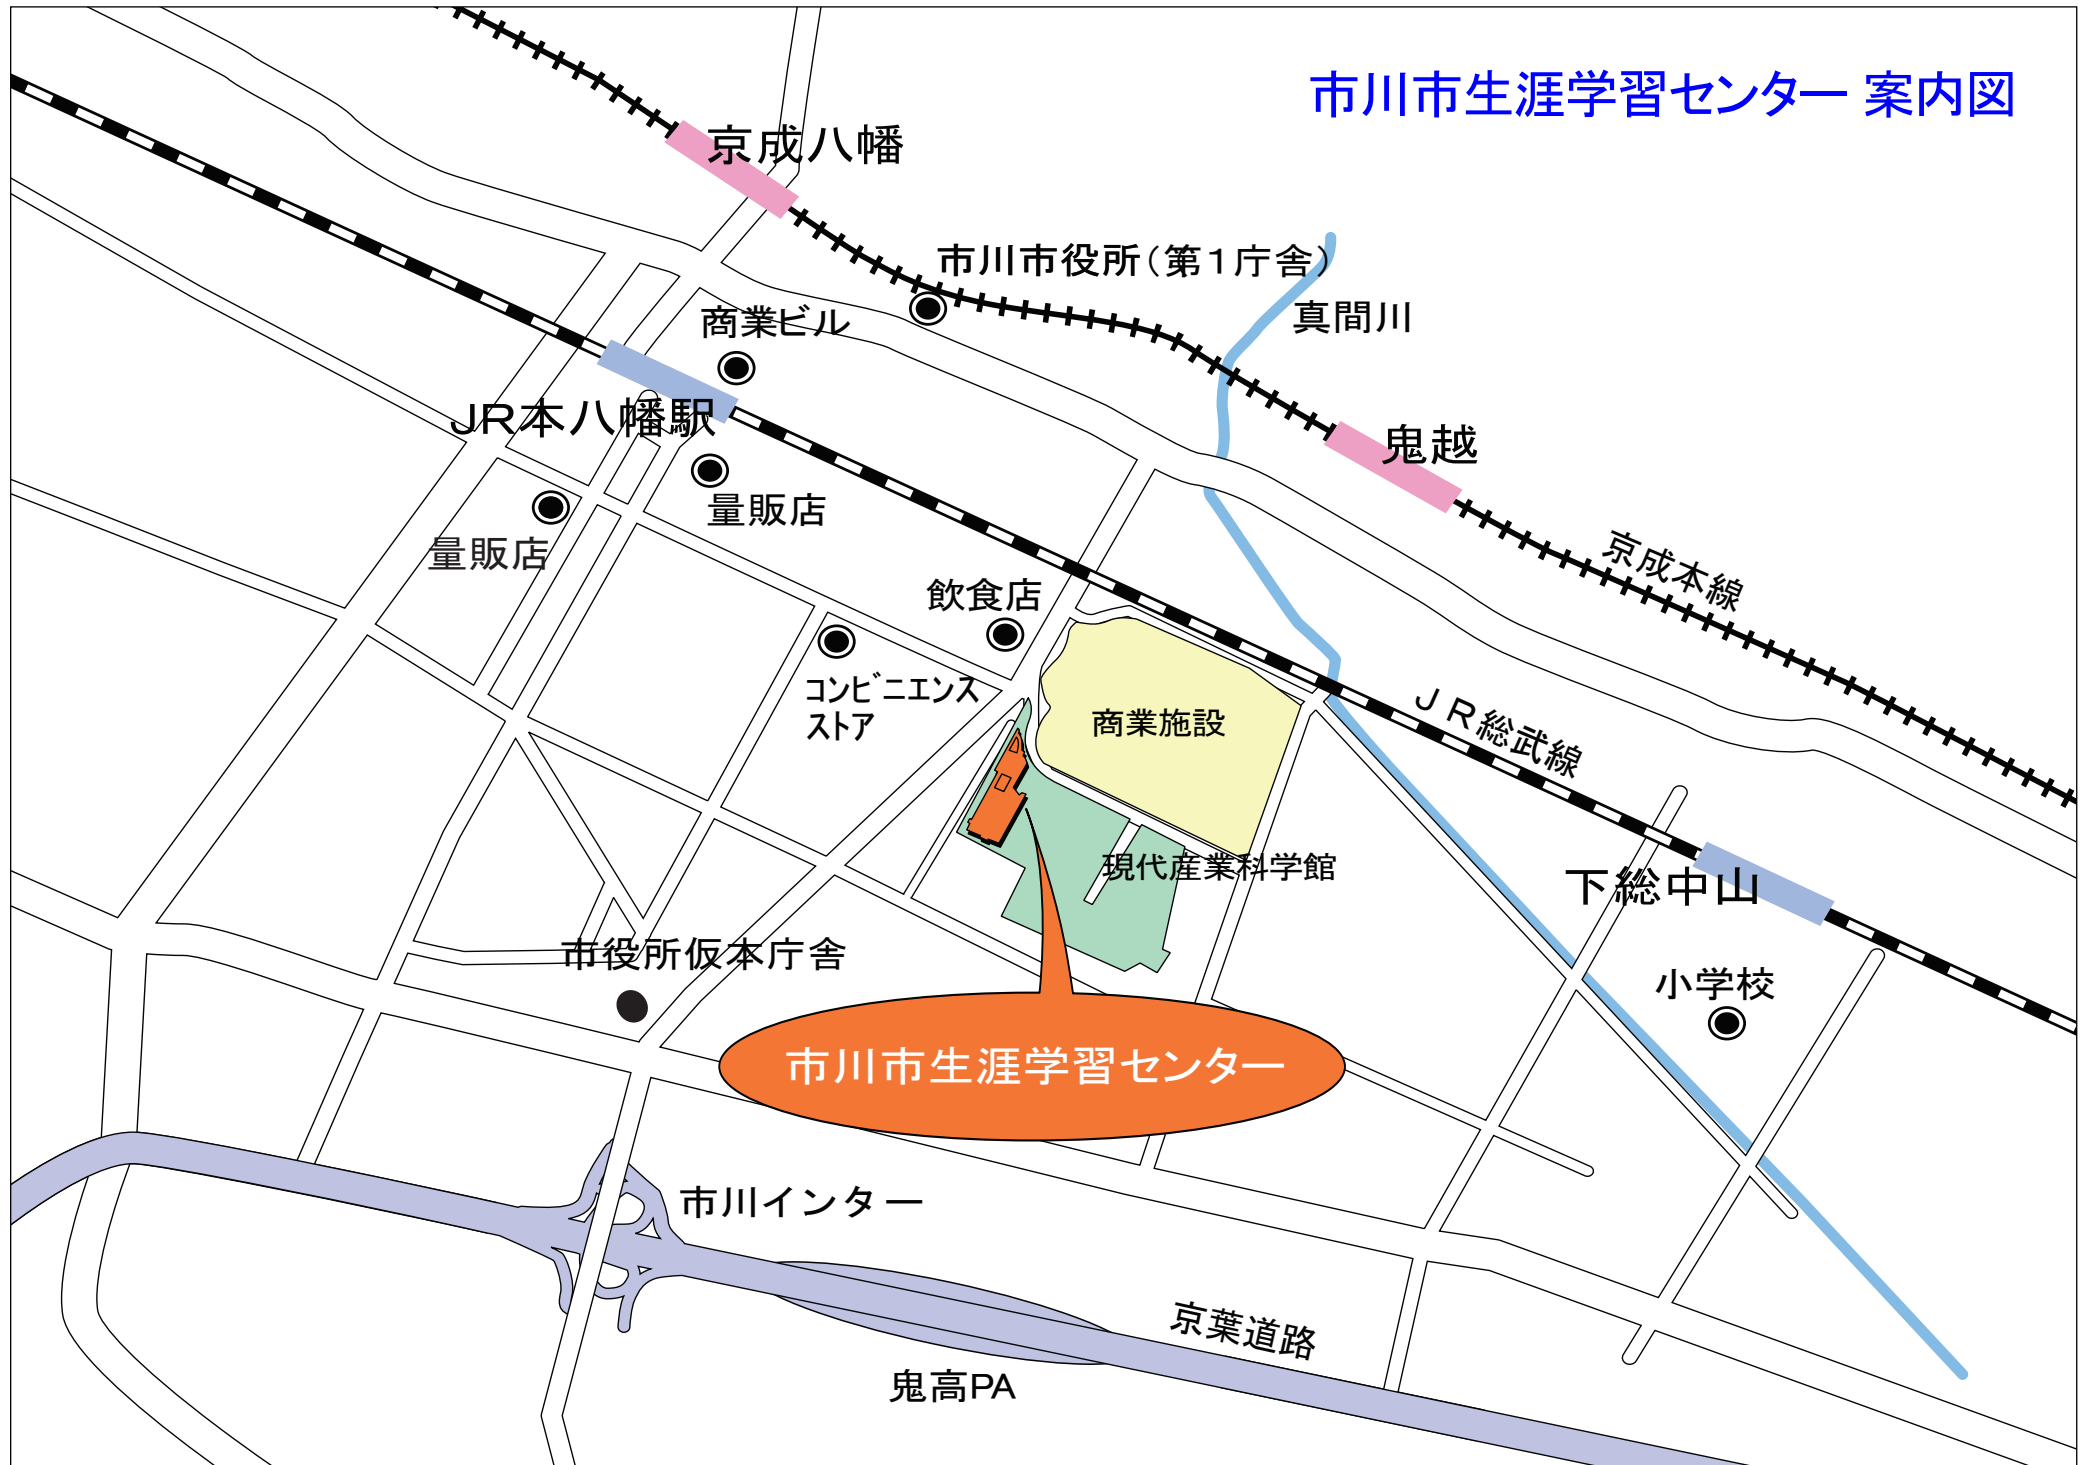 市川市生涯学習センター 案内図
京成八幡
市川市役所(第1庁舎)
真間川
商業ビル
JR本八幡駅
鬼越
量販店
量販店
京成本線
飲食店
コンビニエンス
ストア
商業施設
JR総武線
現代産業科学館
下総中山
市役所仮本庁舎
小学校
市川市生涯学習センター
市川インター
京葉道路
鬼高PA